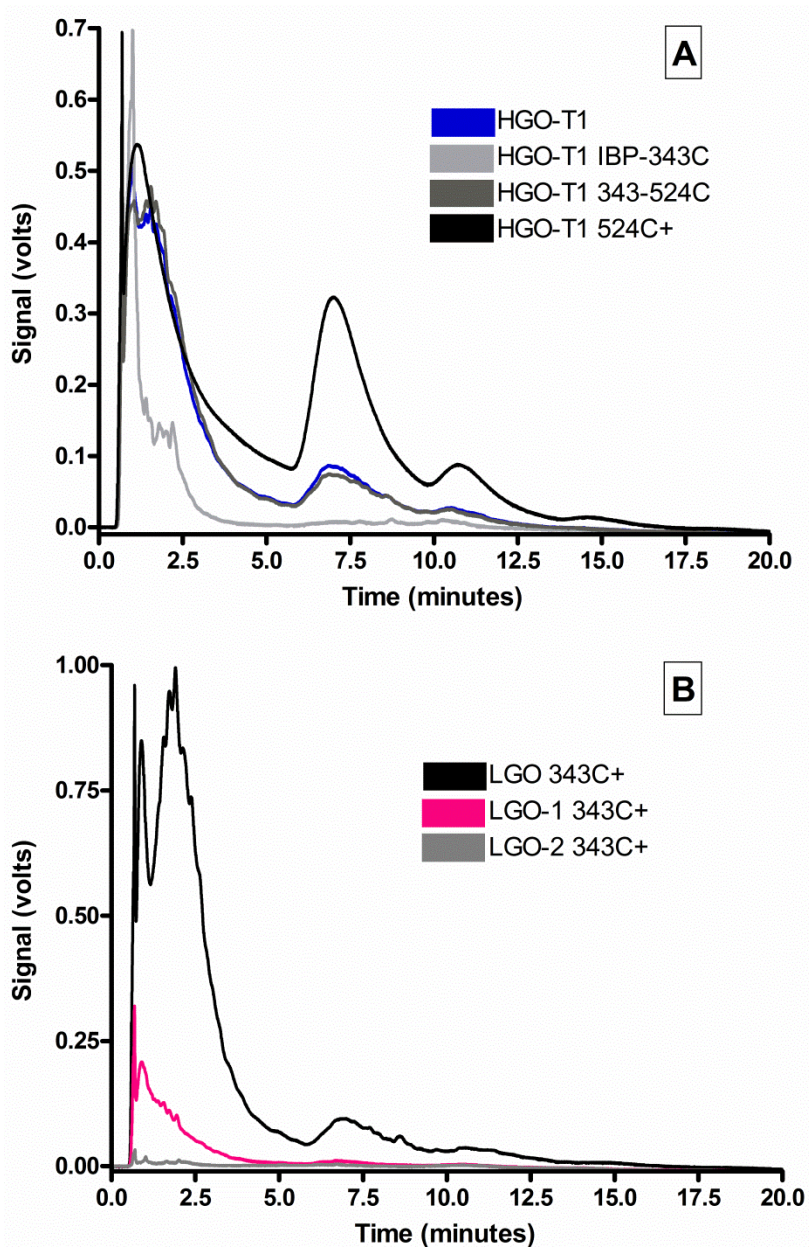 A
HGO-T1
HGO-T1 IBP-343C
HGO-T1 343-524C
HGO-T1 524C+
Signal (volts)
0.7
0.6
0.5
0.4
0.3
0.2
0.1
0.0
0.0 2.5 5.0 7.5 10.0 12.5 15.0 17.5 20.0
Time (minutes)
B
LGO 343C+
LGO-1 343C+
LGO-2 343C+
Signal (volts)
1.00
0.75
0.50
0.25
0.00
0.0 2.5 5.0 7.5 10.0 12.5 15.0 17.5 20.0
Time (minutes)